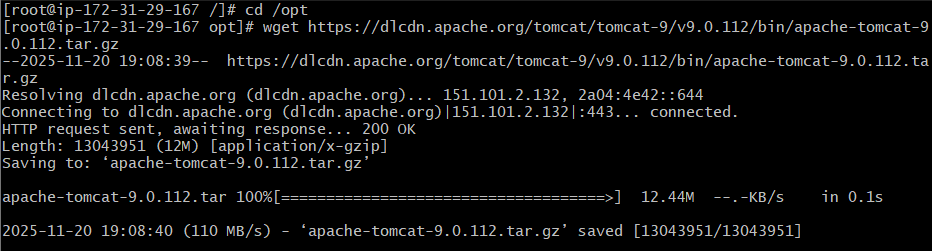 [root@ip-172-31-29-167 /]# cd /opt
[root@ip-172-31-29-167 opt]# wget https://dlcdn.apache.org/tomcat/tomcat-9/v9.0.112/bin/apache-tomcat-9
.0.112.tar.gz
--2025-11-20 19:08:39--  https://dlcdn.apache.org/tomcat/tomcat-9/v9.0.112/bin/apache-tomcat-9.0.112.ta
r.gz
Resolving dlcdn.apache.org (dlcdn.apache.org)... 151.101.2.132, 2a04:4e42::644
Connecting to dlcdn.apache.org (dlcdn.apache.org)|151.101.2.132|:443... connected.
HTTP request sent, awaiting response... 200 OK
Length: 13043951 (12M) [application/x-gzip]
Saving to: ‘apache-tomcat-9.0.112.tar.gz’
apache-tomcat-9.0.112.tar 100%[=====================================>]  12.44M  --.-KB/s    in 0.1s
2025-11-20 19:08:40 (110 MB/s) - ‘apache-tomcat-9.0.112.tar.gz’ saved [13043951/13043951]